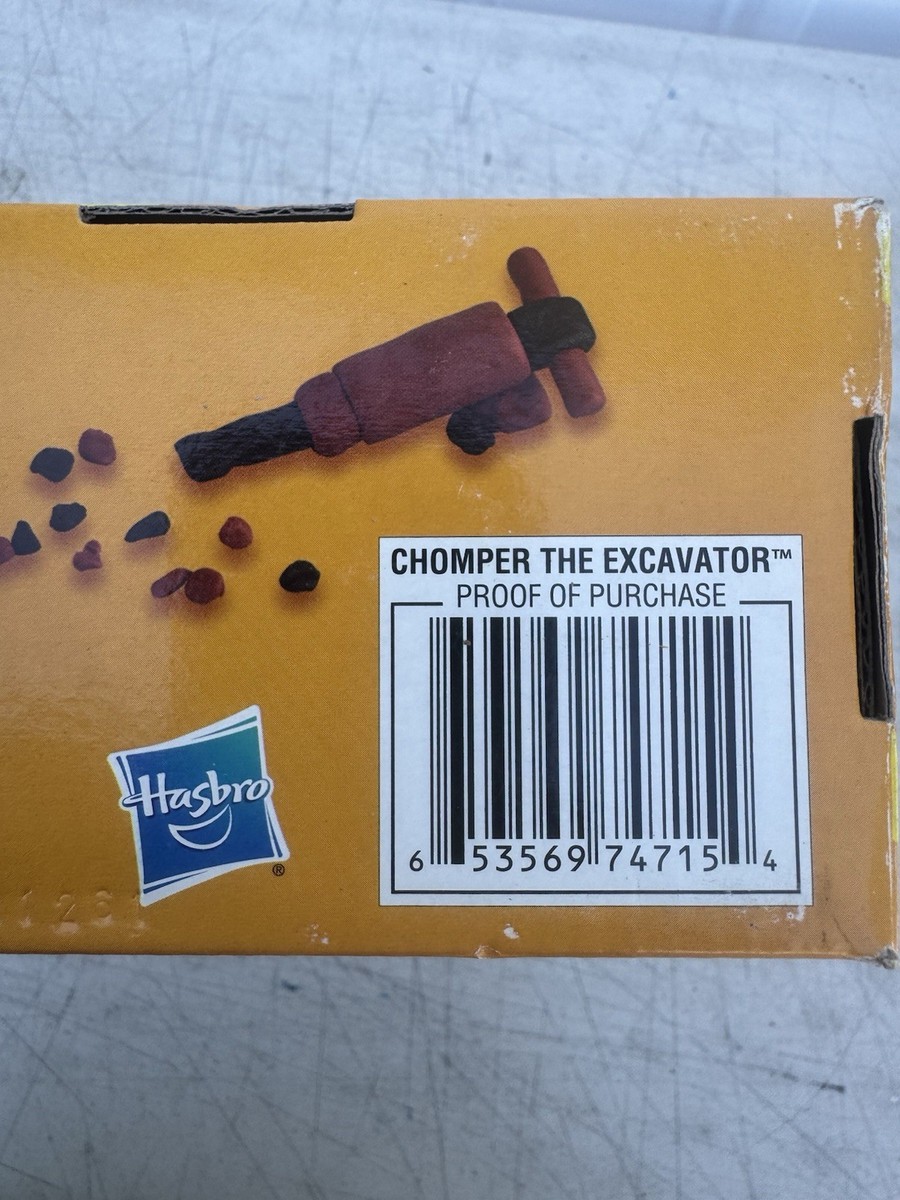 CHOMPER THE EXCAVATOR™
PROOF OF PURCHASE
6 53569 74715 4
Hasbro
®